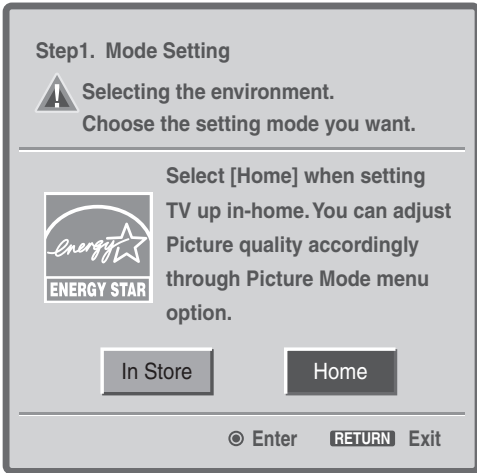 Step1. Mode Setting
Selecting the environment.
Choose the setting mode you want.
Select [Home] when setting
TV up in-home. You can adjust
Picture quality accordingly
through Picture Mode menu
option.
energy
ENERGY STAR
In Store
Home
Enter RETURN Exit